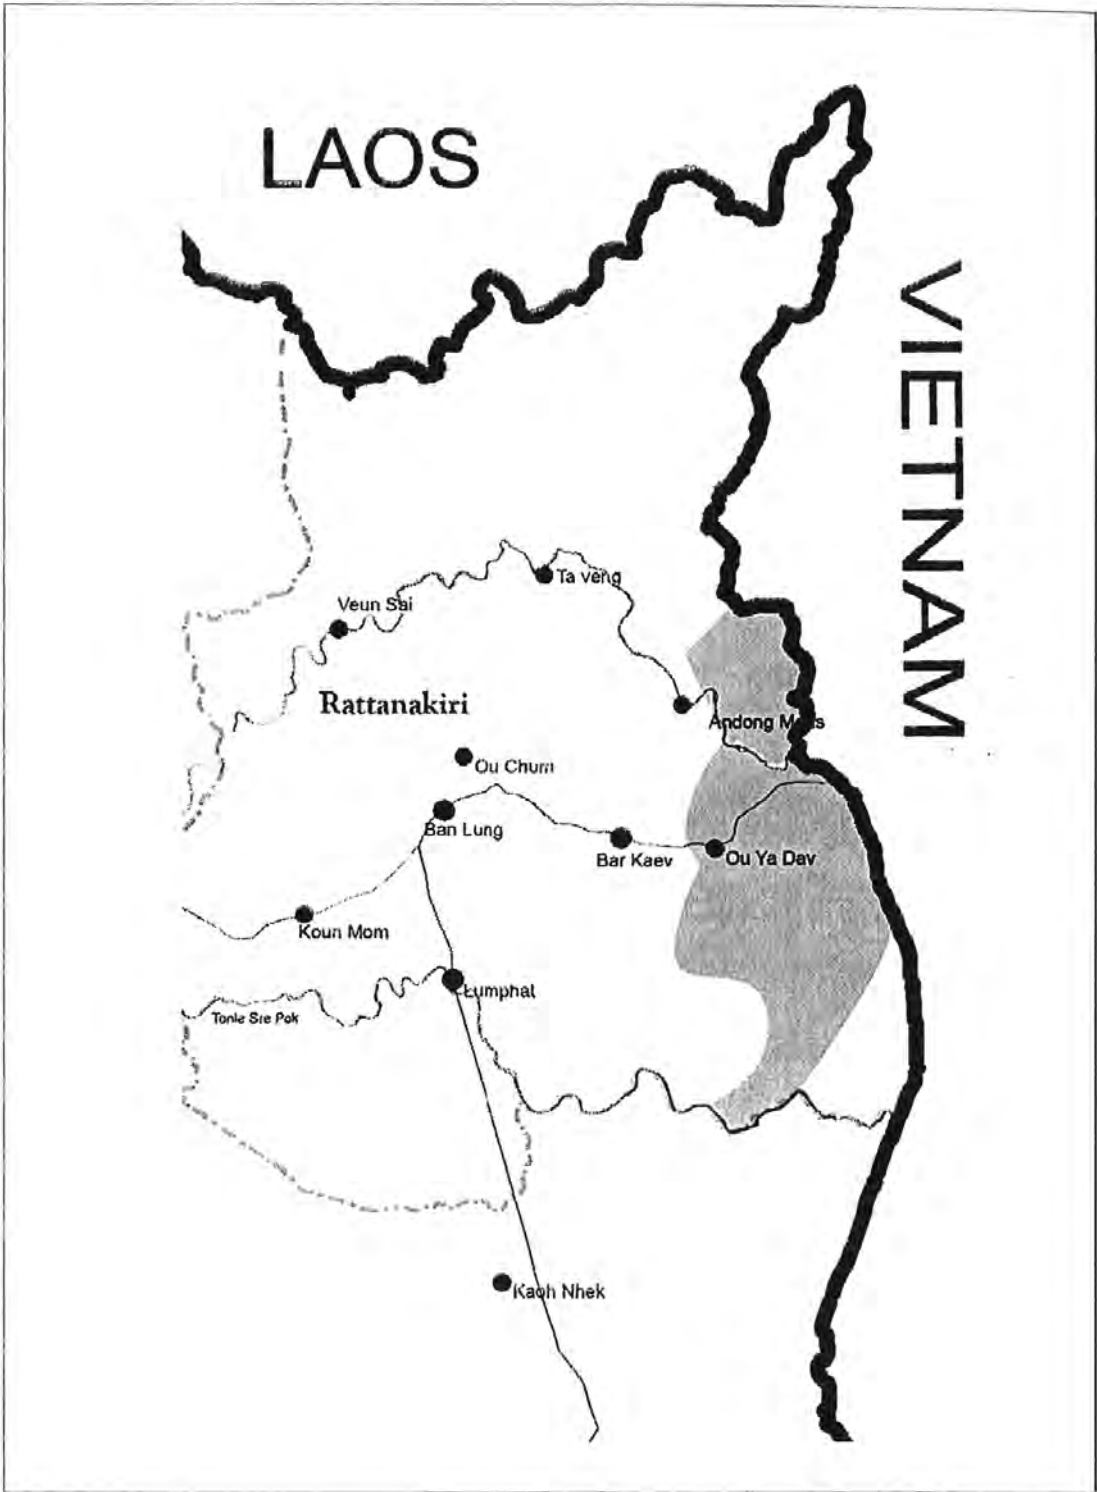 LAOS
VIETNAM
Ta Veng
Veun Sai
Rattanakiri
Andong M s
Ou Chum
Ban Lung
Bar Kaev
Ou Ya Dav
Koun Mom
Lumphat
Tonle Sre Pok
Kaoh Nhek